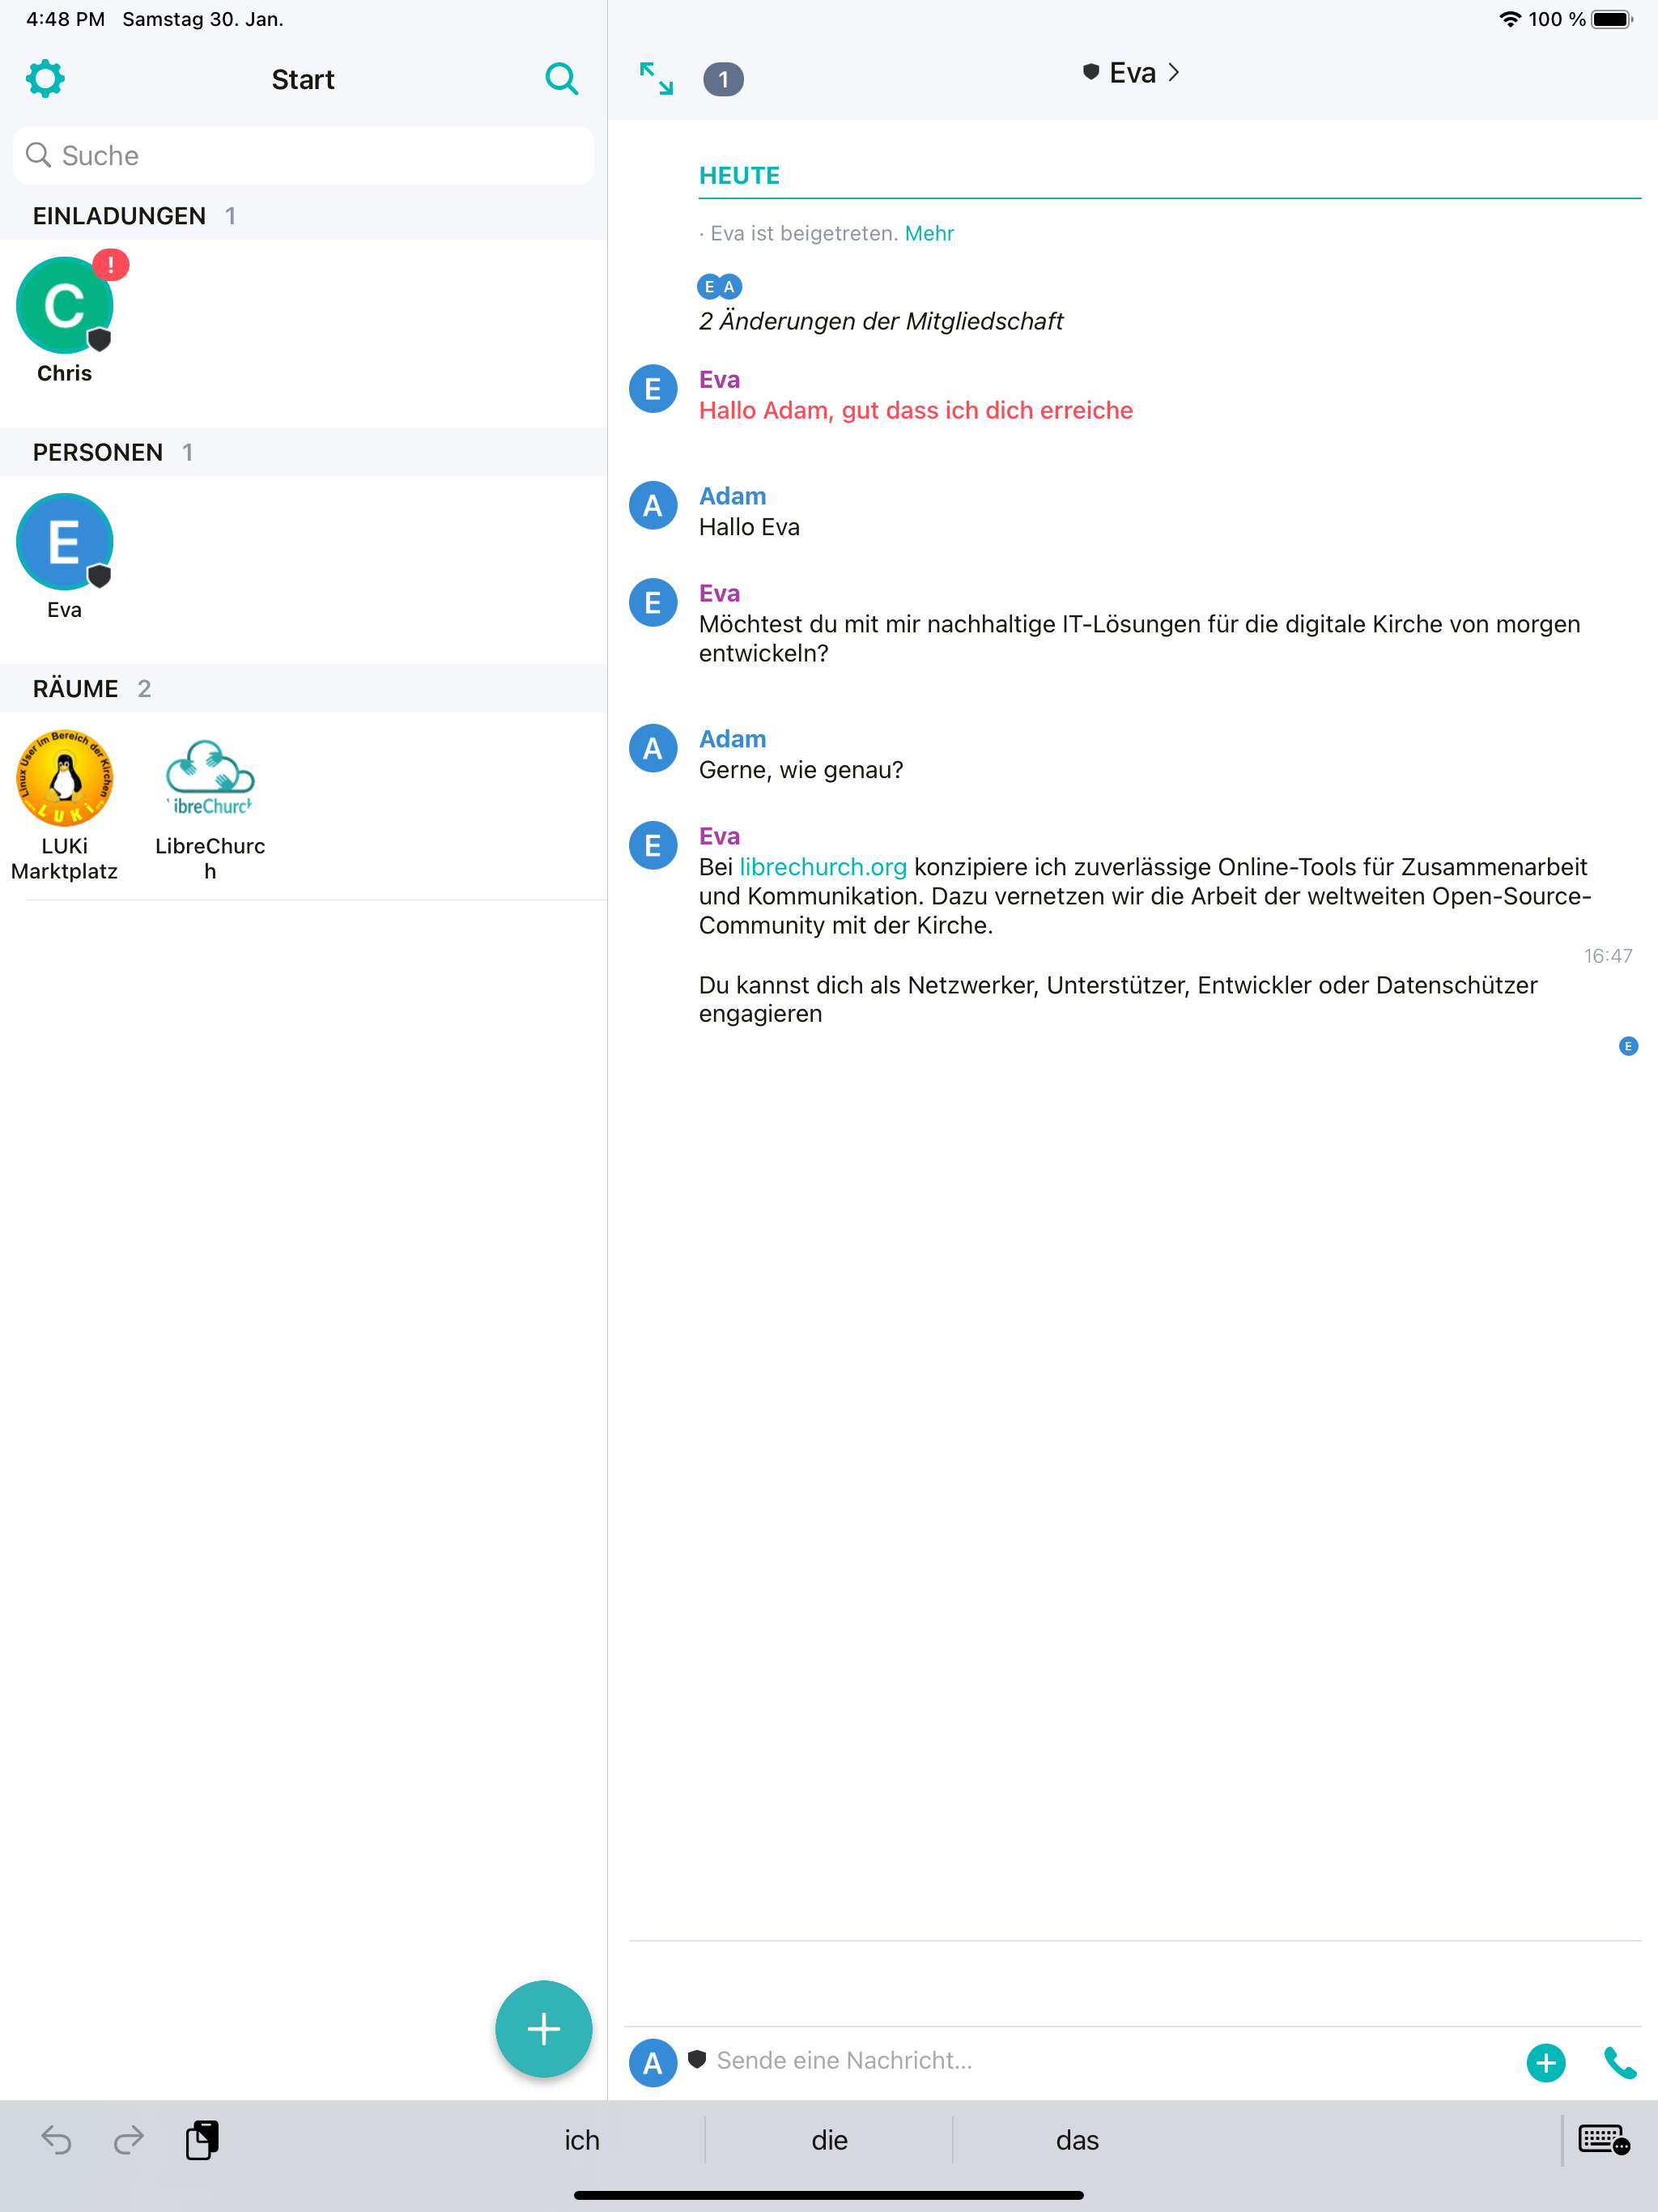 4:48 PM Samstag 30. Jan.
100 %
Start
1
Eva
Suche
EINLADUNGEN 1
!
C
Chris
PERSONEN 1
E
Eva
RÄUME 2
Linux User im Bereich der Kirchen
LUKi
LibreChurch
LUKi
Marktplatz
LibreChurc
h
HEUTE
· Eva ist beigetreten. Mehr
E A
2 Änderungen der Mitgliedschaft
E
Eva
Hallo Adam, gut dass ich dich erreiche
A
Adam
Hallo Eva
E
Eva
Möchtest du mit mir nachhaltige IT-Lösungen für die digitale Kirche von morgen
entwickeln?
A
Adam
Gerne, wie genau?
E
Eva
Bei librechurch.org konzipiere ich zuverlässige Online-Tools für Zusammenarbeit
und Kommunikation. Dazu vernetzen wir die Arbeit der weltweiten Open-Source-
Community mit der Kirche.
16:47
Du kannst dich als Netzwerker, Unterstützer, Entwickler oder Datenschützer
engagieren
E
A
Sende eine Nachricht...
ich die das